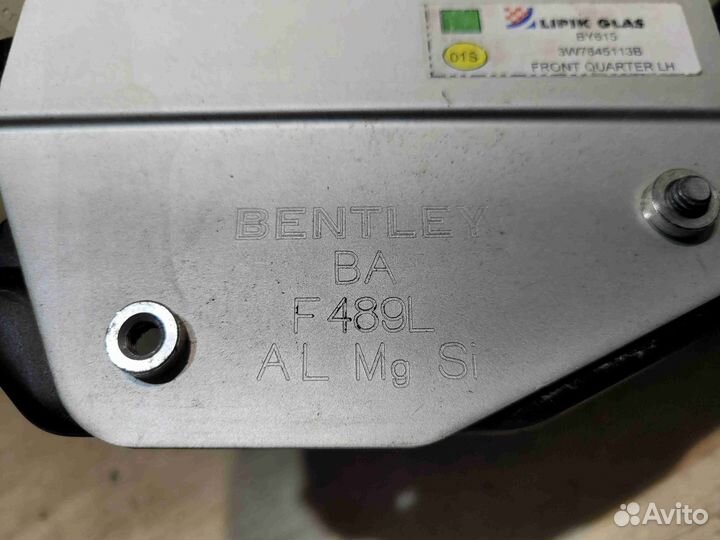 LIPIK GLAS
BY615
3W7845113B
01S
FRONT QUARTER LH
BENTLEY
BA
F489L
AL Mg Si
Avito